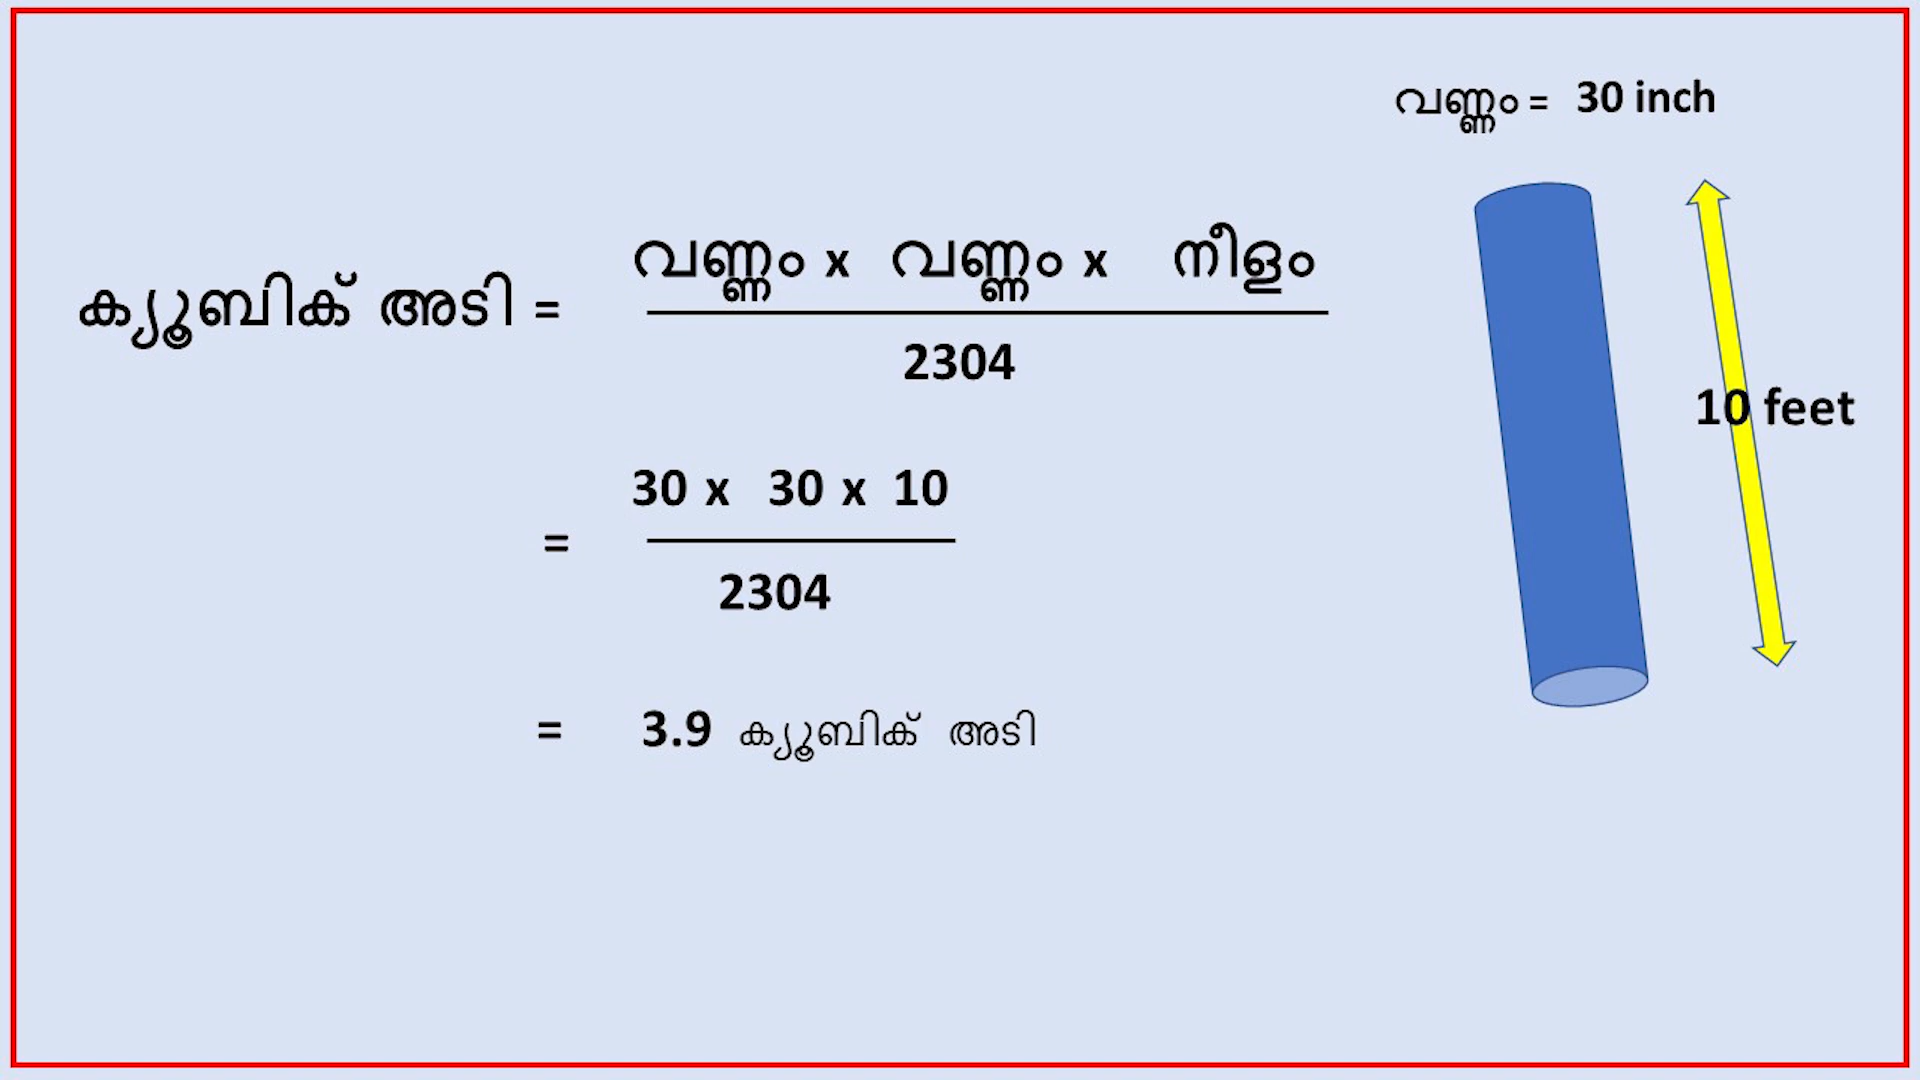 വണ്ണം = 30 inch
വണ്ണം x വണ്ണം x നീളം
ക്യൂബിക് അടി =
2304
10 feet
30 x 30 x 10
=
2304
= 3.9 ക്യൂബിക് അടി